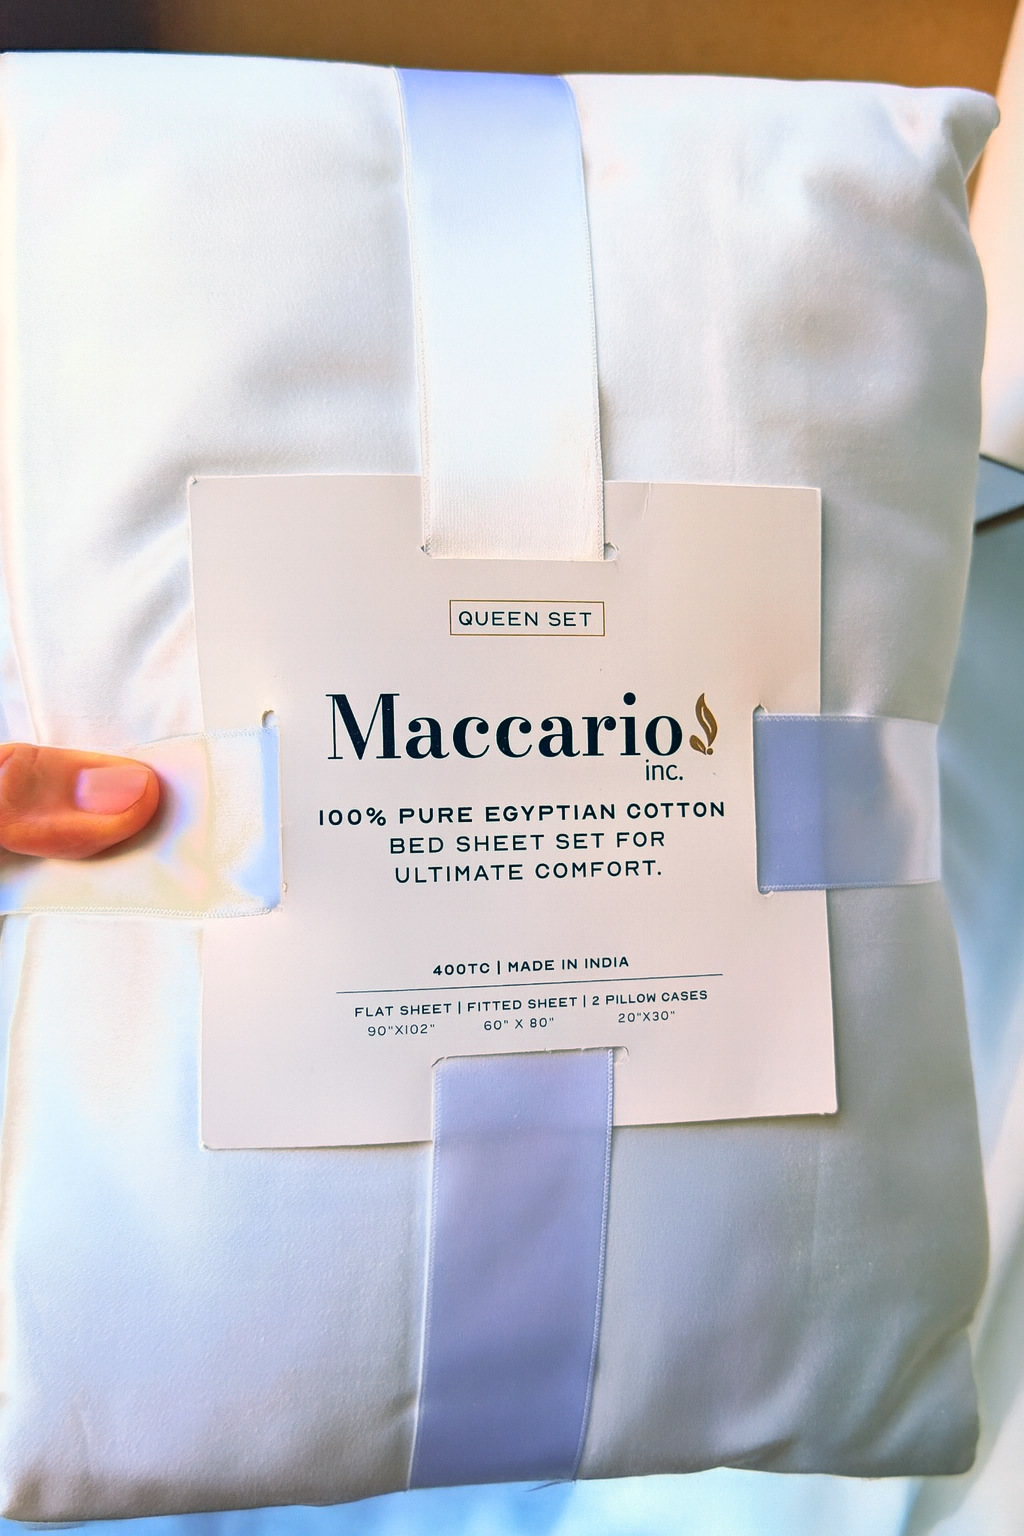 QUEEN SET
Maccario
inc.
100% PURE EGYPTIAN COTTON
BED SHEET SET FOR
ULTIMATE COMFORT.
400TC | MADE IN INDIA
FLAT SHEET | FITTED SHEET | 2 PILLOW CASES
90"X102" 60" X 80" 20"X30"